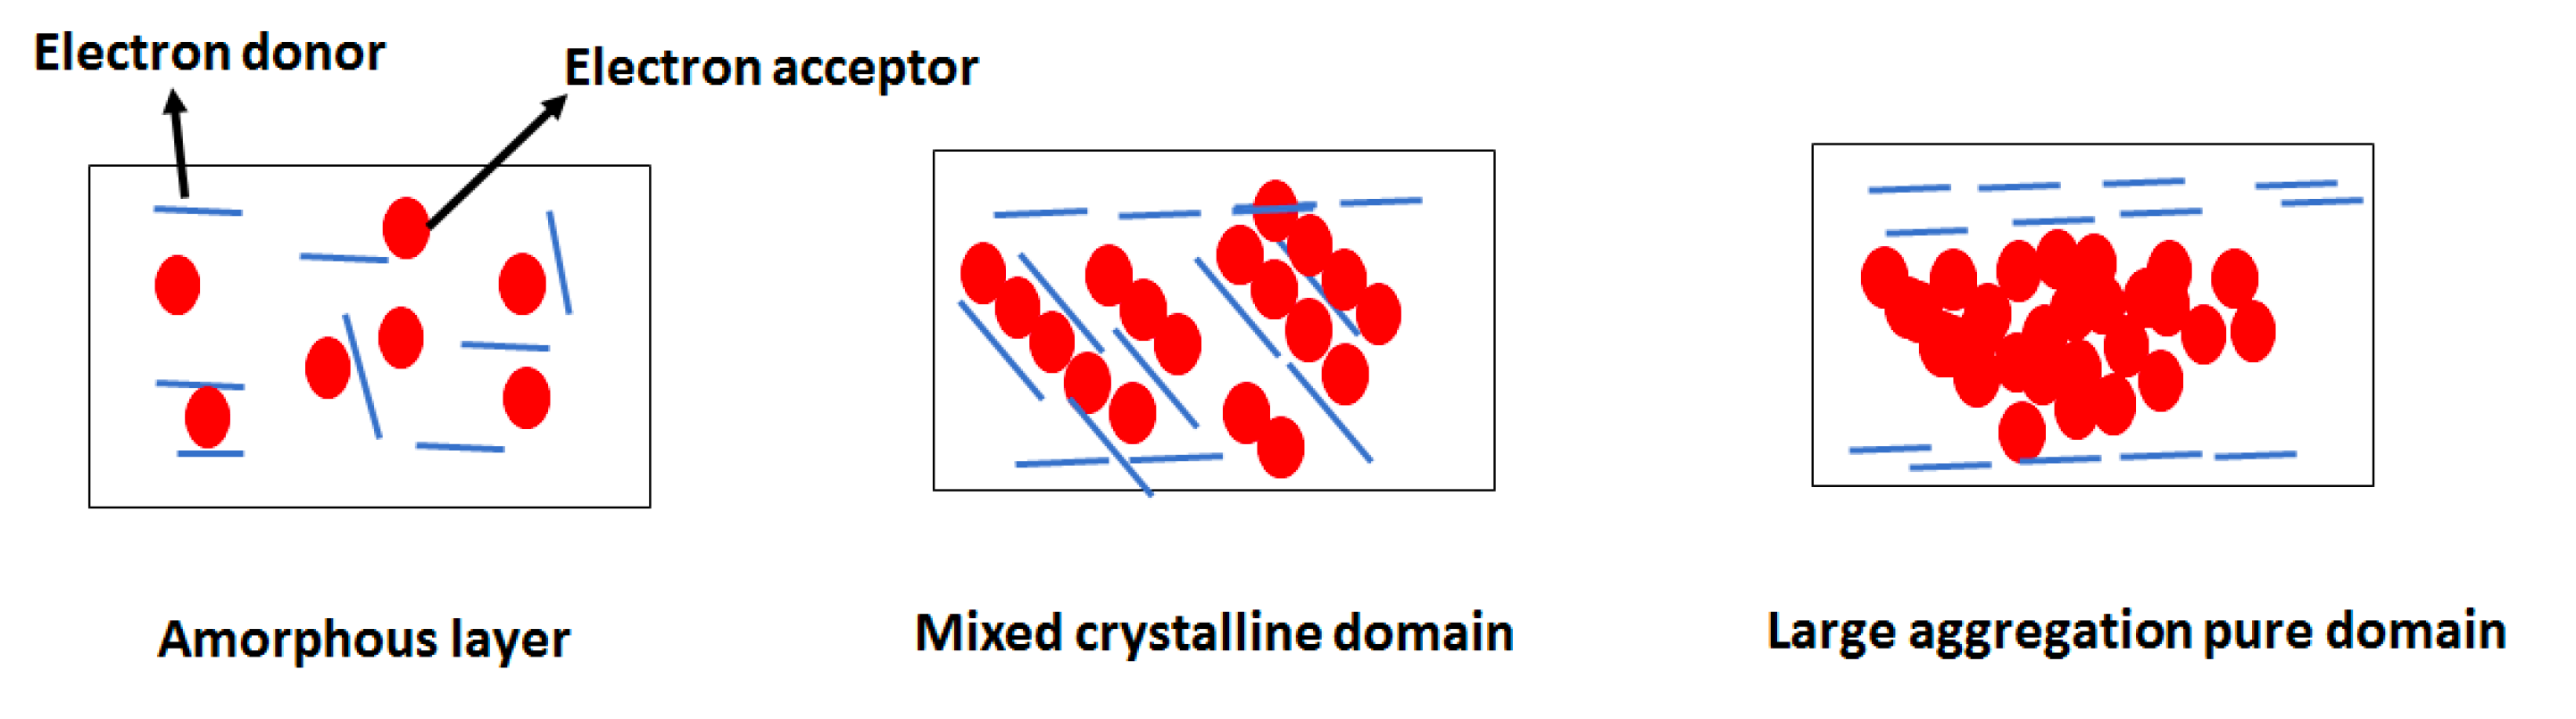 Electron donor
Electron acceptor
Amorphous layer
Mixed crystalline domain
Large aggregation pure domain